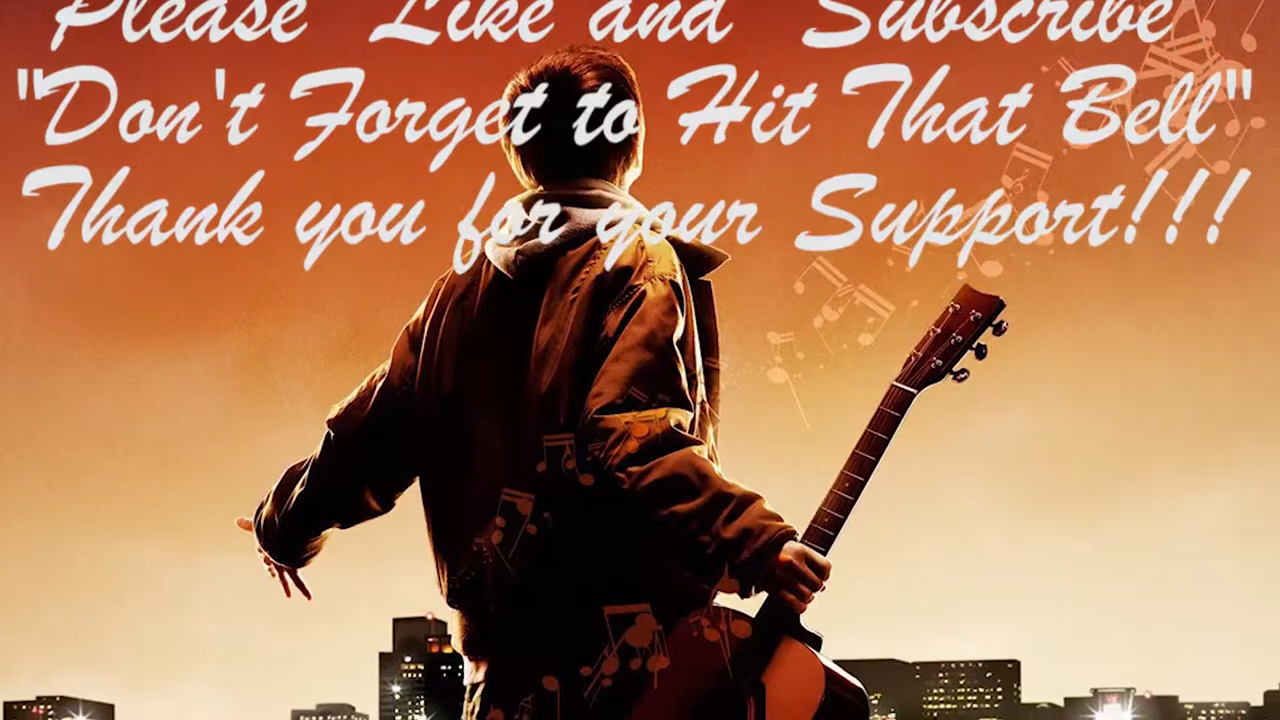 Please "Like and "Subscribe"
"Don't Forget to Hit That Bell"
Thank you for your Support!!!